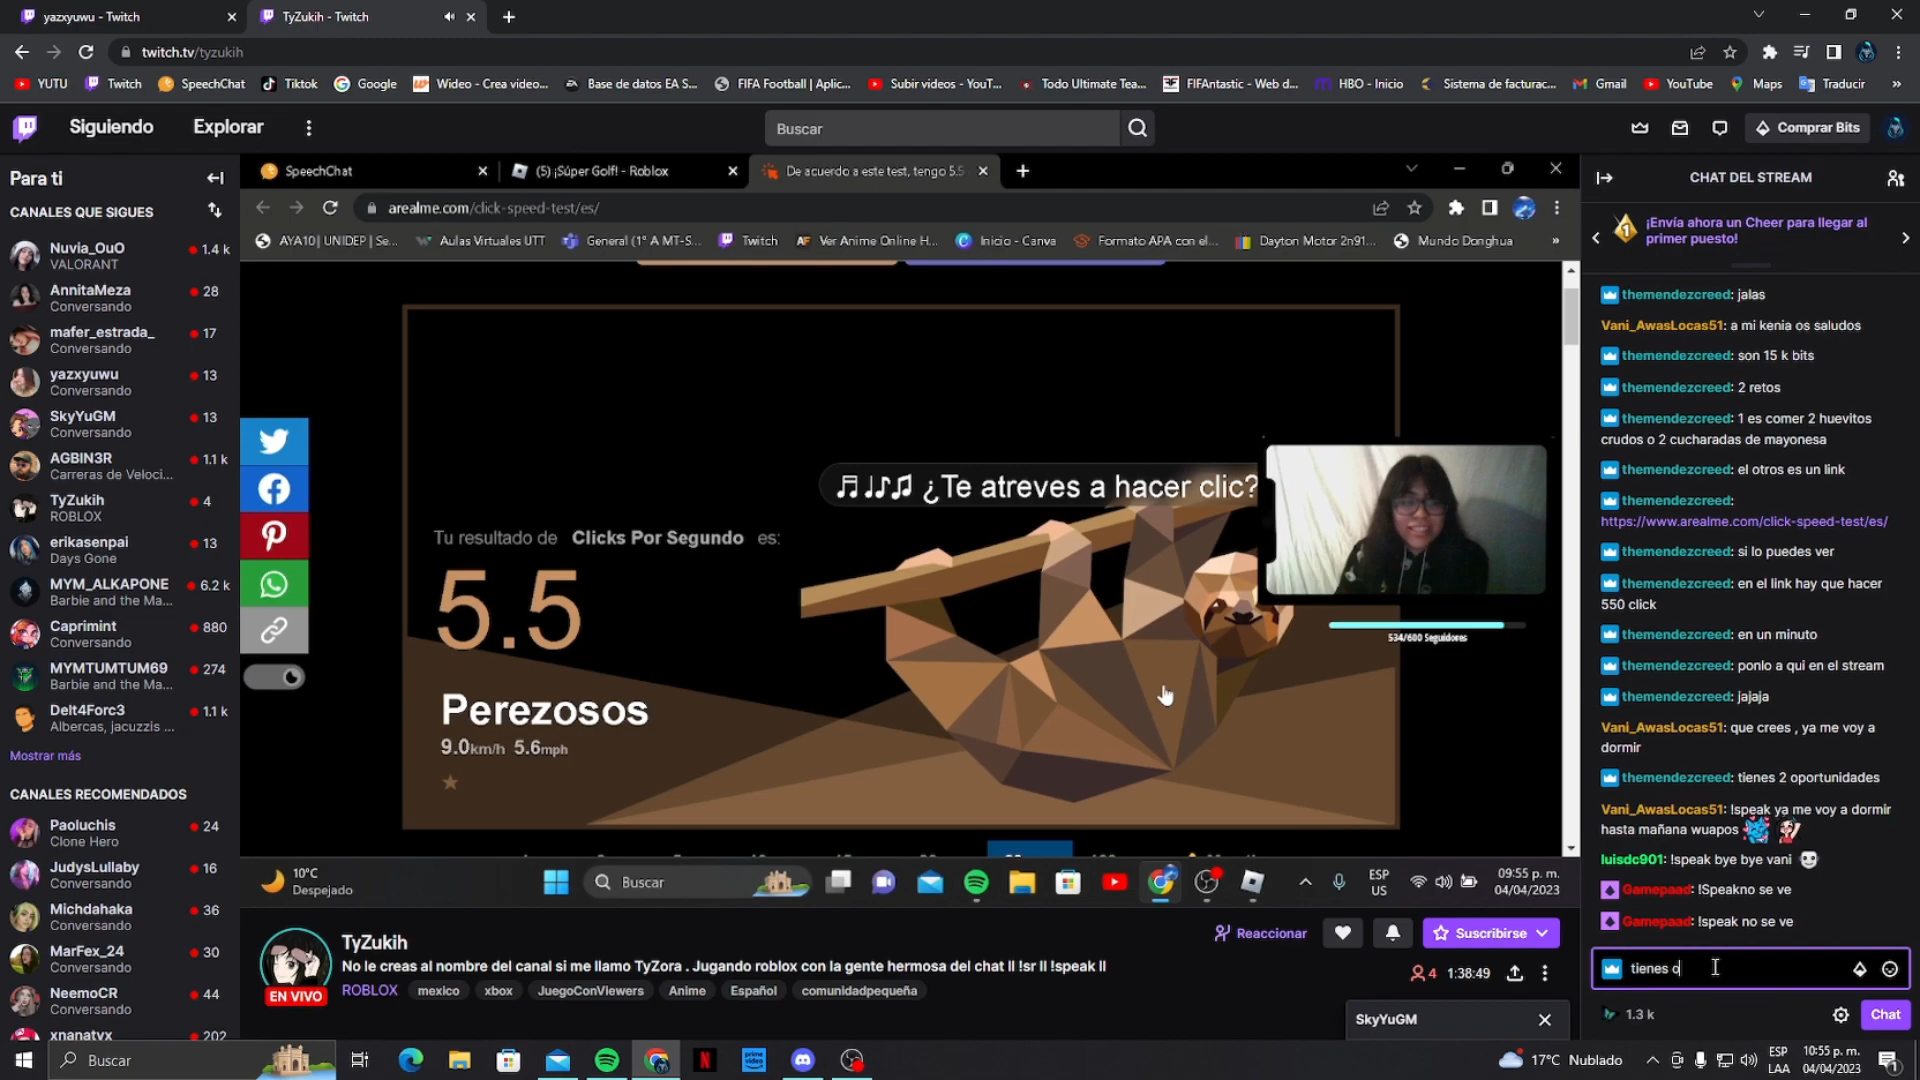 yazxyuwu - Twitch
TyZukih - Twitch
twitch.tv/tyzukih
YUTU
Twitch
SpeechChat
Tiktok
Google
Wideo - Crea video...
Base de datos EA S...
FIFA Football | Aplic...
Subir videos - YouT...
Todo Ultimate Tea...
FIFAntastic - Web d...
HBO - Inicio
Sistema de facturac...
Gmail
YouTube
Maps
Traducir
Siguiendo
Explorar
Buscar
Comprar Bits
Para ti
CANALES QUE SIGUES
Nuvia_OuO 1.4 k
VALORANT
AnnitaMeza 28
Conversando
mafer_estrada_ 17
Conversando
yazxyuwu 13
Conversando
SkyYuGM 13
Conversando
AGBIN3R 1.1 k
Carreras de Veloci...
TyZukih 4
ROBLOX
erikasenpai 13
Days Gone
MYM_ALKAPONE 6.2 k
Barbie and the Ma...
Caprimint 880
Conversando
MYMTUMTUM69 274
Barbie and the Ma...
Delt4Forc3 1.1 k
Albercas, jacuzzis ...
Mostrar más
CANALES RECOMENDADOS
Paoluchis 24
Clone Hero
JudysLullaby 16
Conversando
Michdahaka 36
Conversando
MarFex_24 30
Conversando
NeemoCR 44
Conversando
xnanatyx 202
SpeechChat
(5) ¡Súper Golf! - Roblox
De acuerdo a este test, tengo 5.5
arealme.com/click-speed-test/es/
AYA10| UNIDEP | Se...
Aulas Virtuales UTT
General (1° A MT-S...
Twitch
Ver Anime Online H...
Inicio - Canva
Formato APA con el...
Dayton Motor 2n91...
Mundo Donghua
¿Te atreves a hacer clic?
Tu resultado de Clicks Por Segundo es:
5.5
Perezosos
9.0km/h 5.6mph
534/600 Seguidores
10°C
Despejado
Buscar
ESP
US
09:55 p. m.
04/04/2023
TyZukih
No le creas al nombre del canal si me llamo TyZora . Jugando roblox con la gente hermosa del chat ll !sr ll !speak ll
EN VIVO
ROBLOX
mexico
xbox
JuegoConViewers
Anime
Español
comunidadpequeña
Reaccionar
Suscribirse
4 1:38:49
SkyYuGM
CHAT DEL STREAM
1
¡Envía ahora un Cheer para llegar al
primer puesto!
themendezcreed: jalas
Vani_AwasLocas51: a mi kenia os saludos
themendezcreed: son 15 k bits
themendezcreed: 2 retos
themendezcreed: 1 es comer 2 huevitos
crudos o 2 cucharadas de mayonesa
themendezcreed: el otros es un link
themendezcreed:
https://www.arealme.com/click-speed-test/es/
themendezcreed: si lo puedes ver
themendezcreed: en el link hay que hacer
550 click
themendezcreed: en un minuto
themendezcreed: ponlo a qui en el stream
themendezcreed: jajaja
Vani_AwasLocas51: que crees , ya me voy a
dormir
themendezcreed: tienes 2 oportunidades
Vani_AwasLocas51: !speak ya me voy a dormir
hasta mañana wuapos
luisdc901: !speak bye bye vani
Gamepaad: !Speakno se ve
Gamepaad: !speak no se ve
tienes o
1.3 k
Chat
Buscar
17°C Nublado
ESP
LAA
10:55 p. m.
04/04/2023